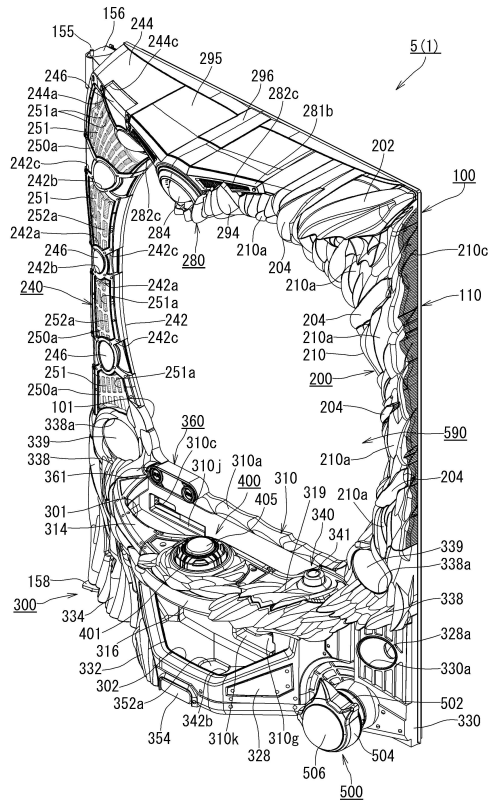 156
155
244
244c
295
5(1)
296
282c
281b
246
244a
251a
251
250a
242c
242b
251
252a
242a
246
242b
240
252a
250a
246
251
250a
101
338a
339
338
361
301
314
158
300
334
401
316
332
302
352a
354
342b
310k
310g
328
506
500
504
502
330
330a
328a
338
338a
339
204
210a
590
204
200
210
210a
204
110
210c
100
202
210a
204
210a
294
280
284
282c
242c
242a
251a
242
242c
251a
360
310c
310j
310a
400
405
310
319
340
341
210a